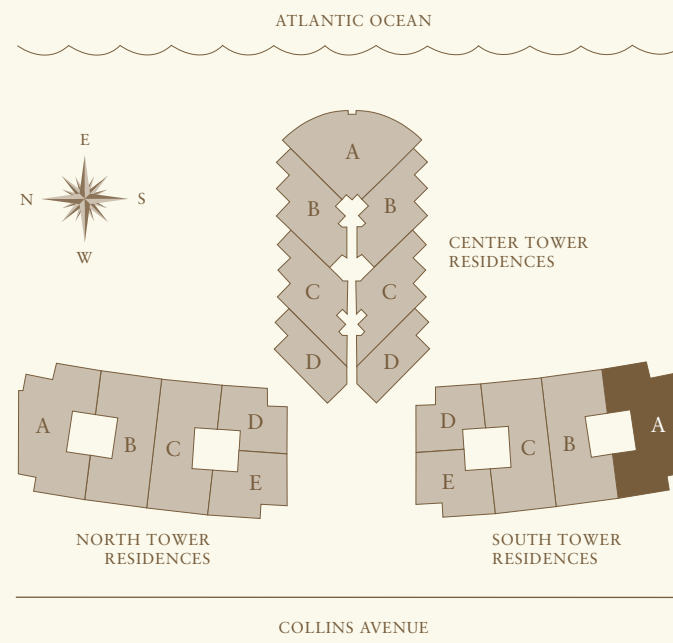 ATLANTIC OCEAN
E
N
S
W
A
B
B
C
C
D
D
CENTER TOWER
RESIDENCES
A
B
C
D
E
NORTH TOWER
RESIDENCES
D
E
C
B
A
SOUTH TOWER
RESIDENCES
COLLINS AVENUE